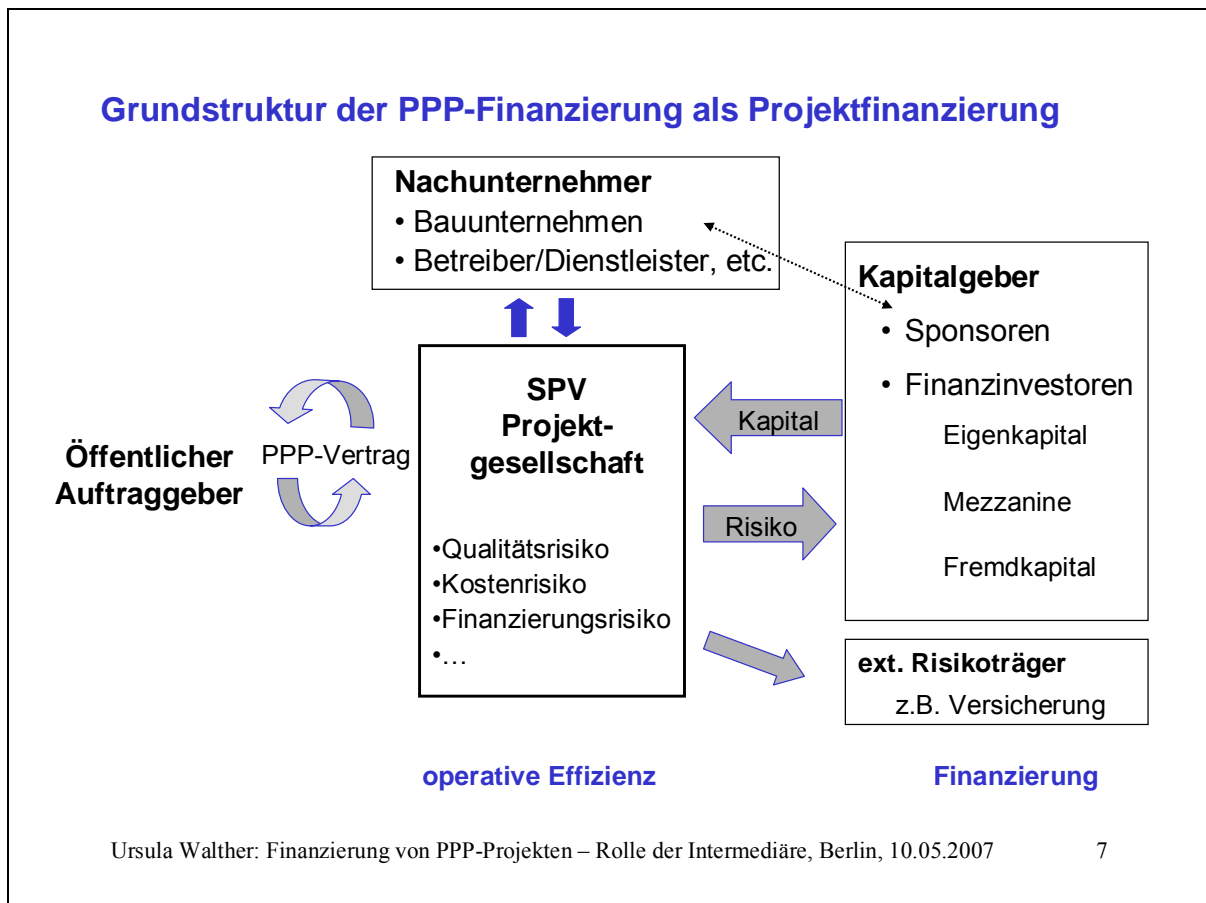 Grundstruktur der PPP-Finanzierung als Projektfinanzierung
Nachunternehmer
• Bauunternehmen
• Betreiber/Dienstleister, etc.
Kapitalgeber
• Sponsoren
• Finanzinvestoren
Eigenkapital
Mezzanine
Fremdkapital
SPV
Projekt-
gesellschaft
•Qualitätsrisiko
•Kostenrisiko
•Finanzierungsrisiko
•…
Kapital
Risiko
Öffentlicher
Auftraggeber
PPP-Vertrag
ext. Risikoträger
z.B. Versicherung
operative Effizienz
Finanzierung
Ursula Walther: Finanzierung von PPP-Projekten – Rolle der Intermediäre, Berlin, 10.05.2007
7